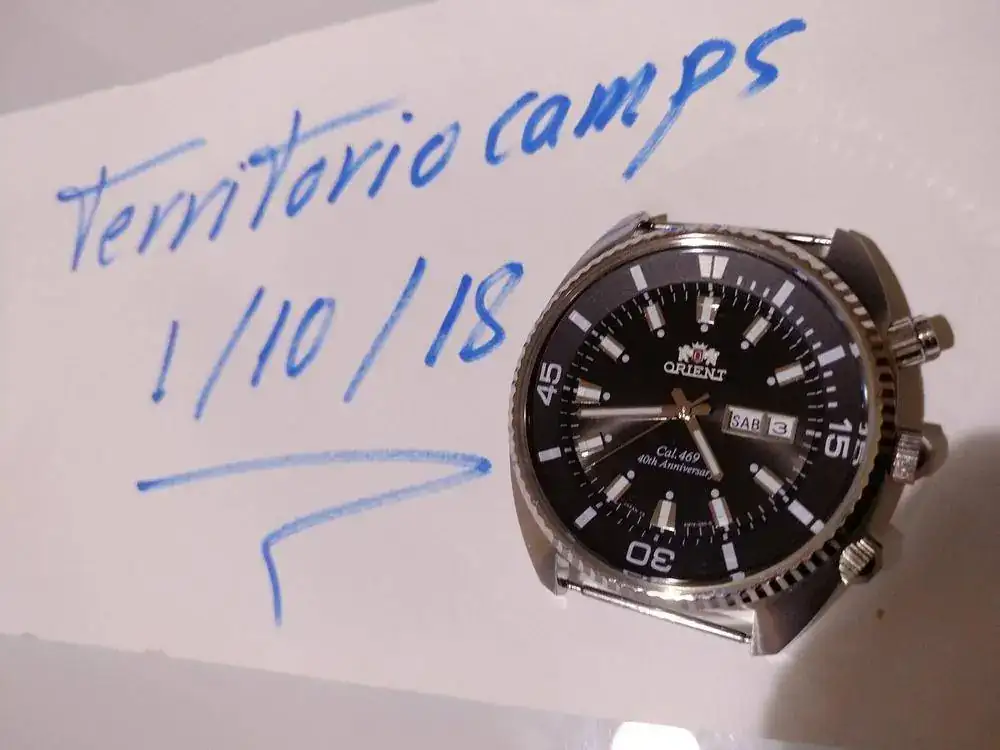 Territorio camps
1/10/18
ORIENT
SAB 3
Cal. 469
40th Anniversary
45
15
30